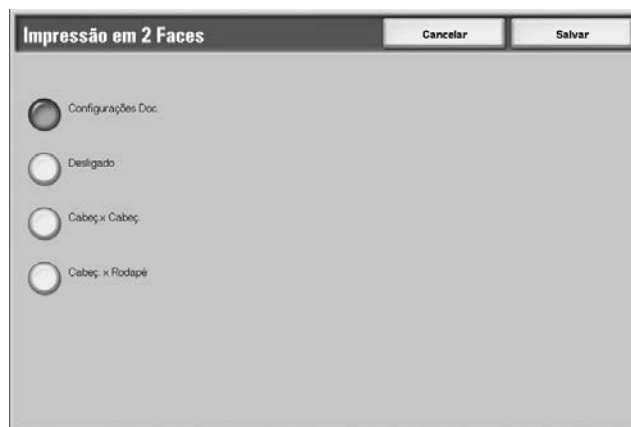 Impressão em 2 Faces
Cancelar
Salvar
Configurações Doc.
Desligado
Cabeç.x Cabeç.
Cabeç. x Rodapé